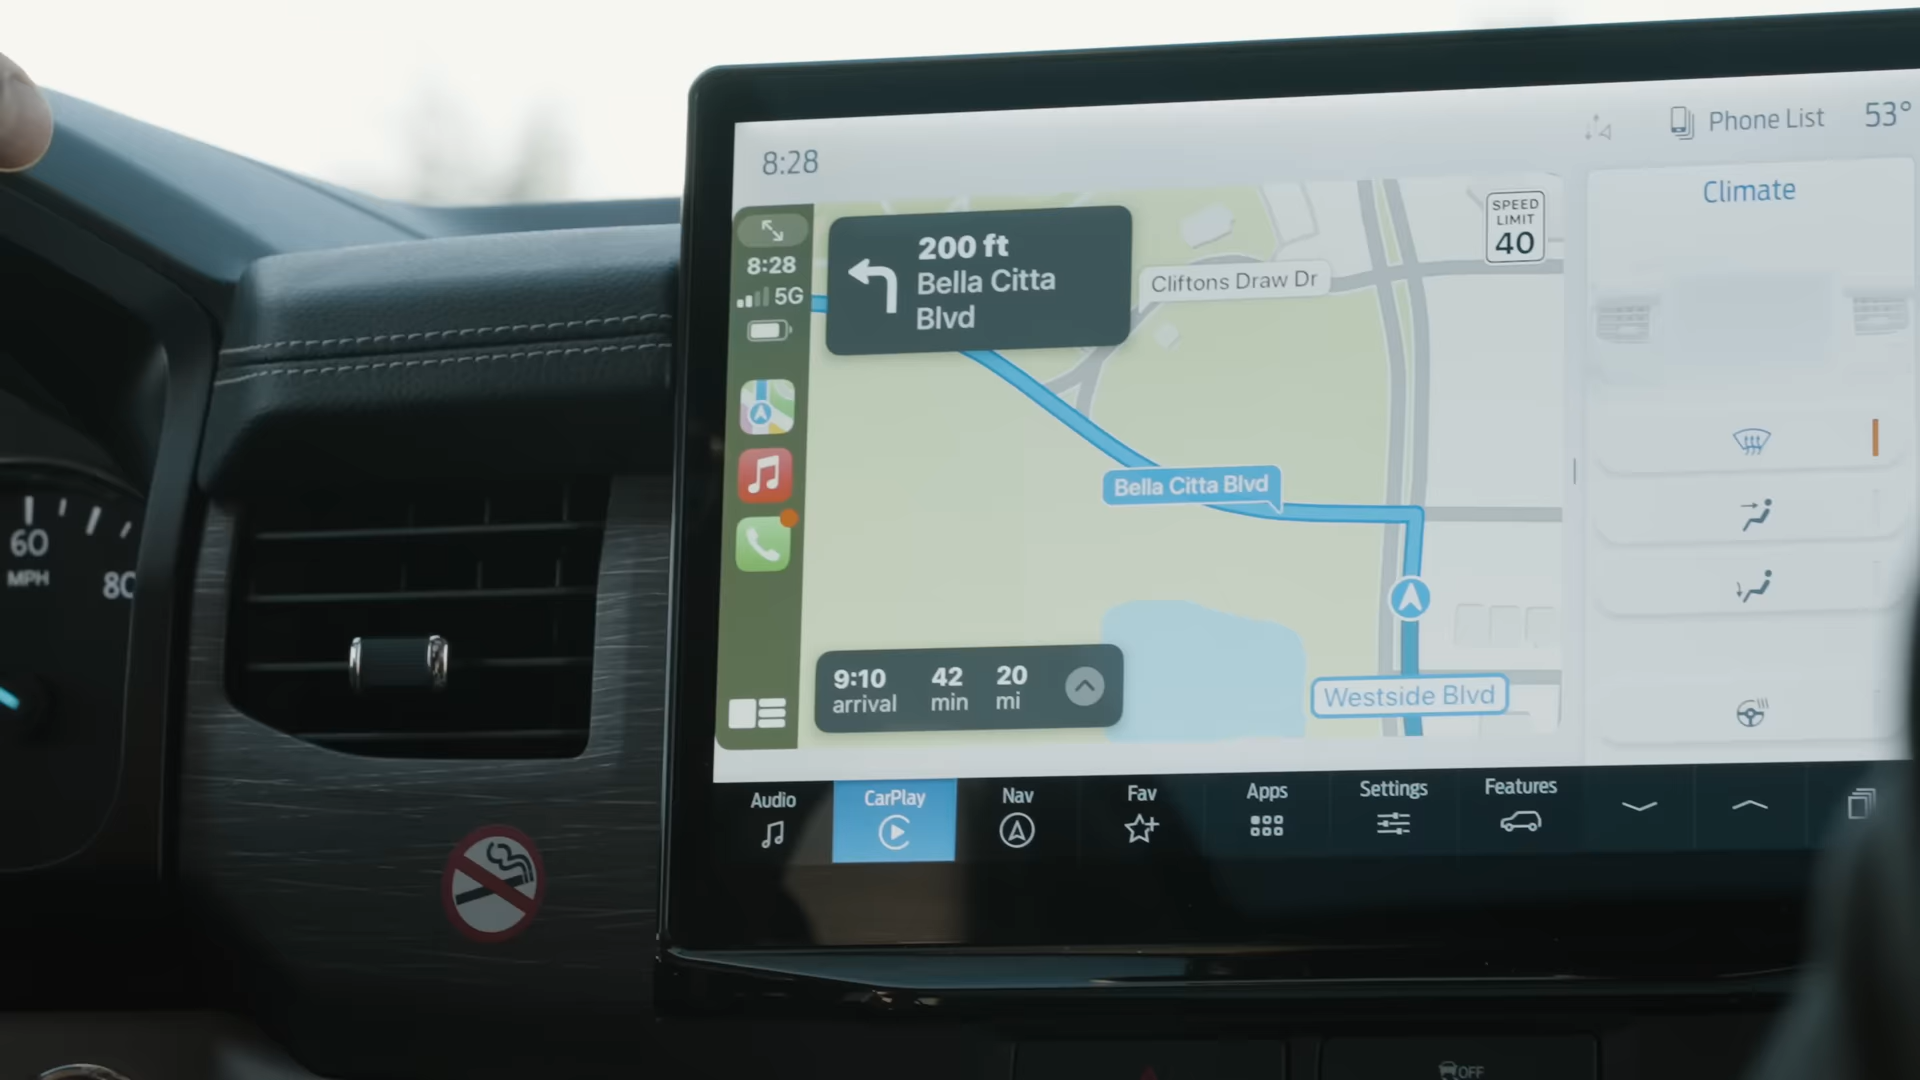 8:28
Phone List
53°
8:28
5G
200 ft
Bella Citta
Blvd
Cliftons Draw Dr
SPEED
LIMIT
40
Climate
Bella Citta Blvd
9:10
arrival
42
min
20
mi
Westside Blvd
Audio
CarPlay
Nav
Fav
Apps
Settings
Features
60
MPH
80
OFF